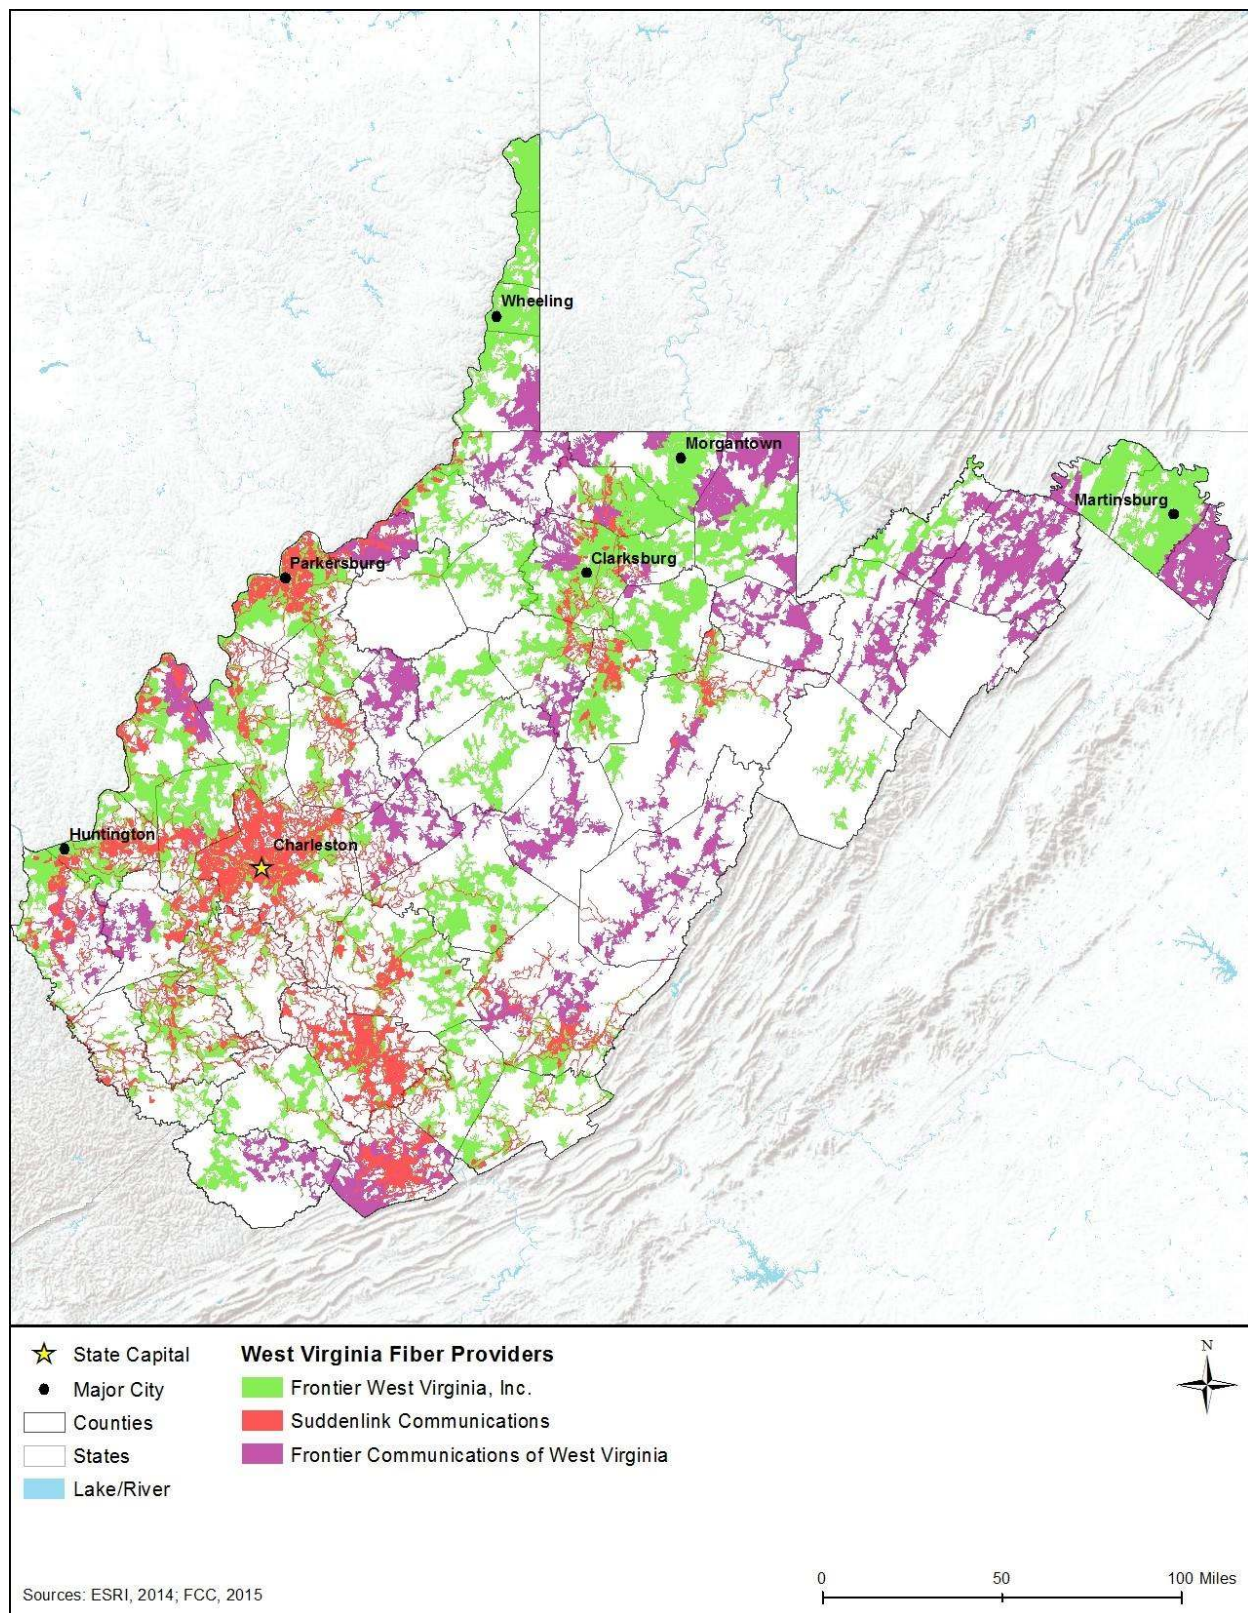 Wheeling
Morgantown
Martinsburg
Clarksburg
Parkersburg
Huntington
Charleston
State Capital
Major City
Counties
States
Lake/River
West Virginia Fiber Providers
Frontier West Virginia, Inc.
Suddenlink Communications
Frontier Communications of West Virginia
N
Sources: ESRI, 2014; FCC, 2015
0 50 100 Miles